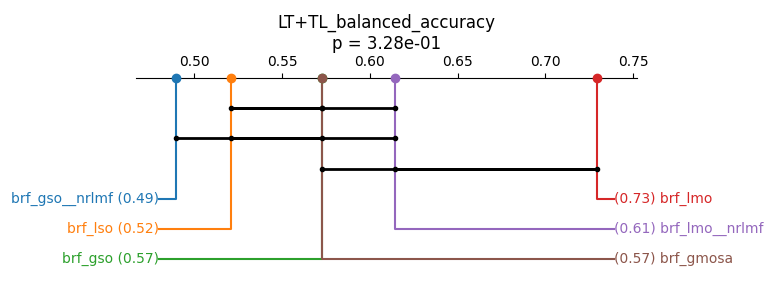 LT+TL_balanced_accuracy
p = 3.28e-01
0.50 0.55 0.60 0.65 0.70 0.75
brf_gso__nrlmf (0.49) (0.73) brf_lmo
brf_lso (0.52) (0.61) brf_lmo__nrlmf
brf_gso (0.57) (0.57) brf_gmosa